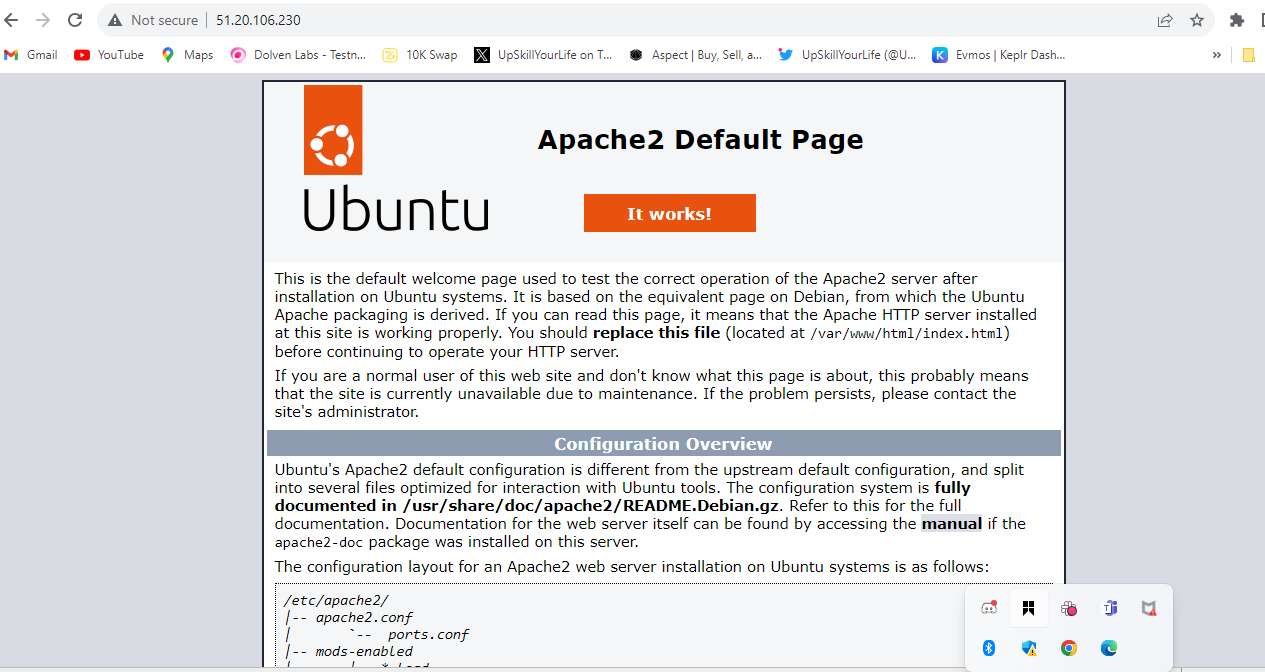 Not secure 51.20.106.230
Gmail YouTube Maps Dolven Labs - Testn... 10K Swap UpSkillYourLife on T... Aspect | Buy, Sell, a... UpSkillYourLife (@U... Evmos | Keplr Dash... »
Apache2 Default Page
Ubuntu
It works!
This is the default welcome page used to test the correct operation of the Apache2 server after
installation on Ubuntu systems. It is based on the equivalent page on Debian, from which the Ubuntu
Apache packaging is derived. If you can read this page, it means that the Apache HTTP server installed
at this site is working properly. You should replace this file (located at /var/www/html/index.html)
before continuing to operate your HTTP server.
If you are a normal user of this web site and don't know what this page is about, this probably means
that the site is currently unavailable due to maintenance. If the problem persists, please contact the
site's administrator.
Configuration Overview
Ubuntu's Apache2 default configuration is different from the upstream default configuration, and split
into several files optimized for interaction with Ubuntu tools. The configuration system is fully
documented in /usr/share/doc/apache2/README.Debian.gz. Refer to this for the full
documentation. Documentation for the web server itself can be found by accessing the manual if the
apache2-doc package was installed on this server.
The configuration layout for an Apache2 web server installation on Ubuntu systems is as follows:
/etc/apache2/
|-- apache2.conf
| `-- ports.conf
|-- mods-enabled